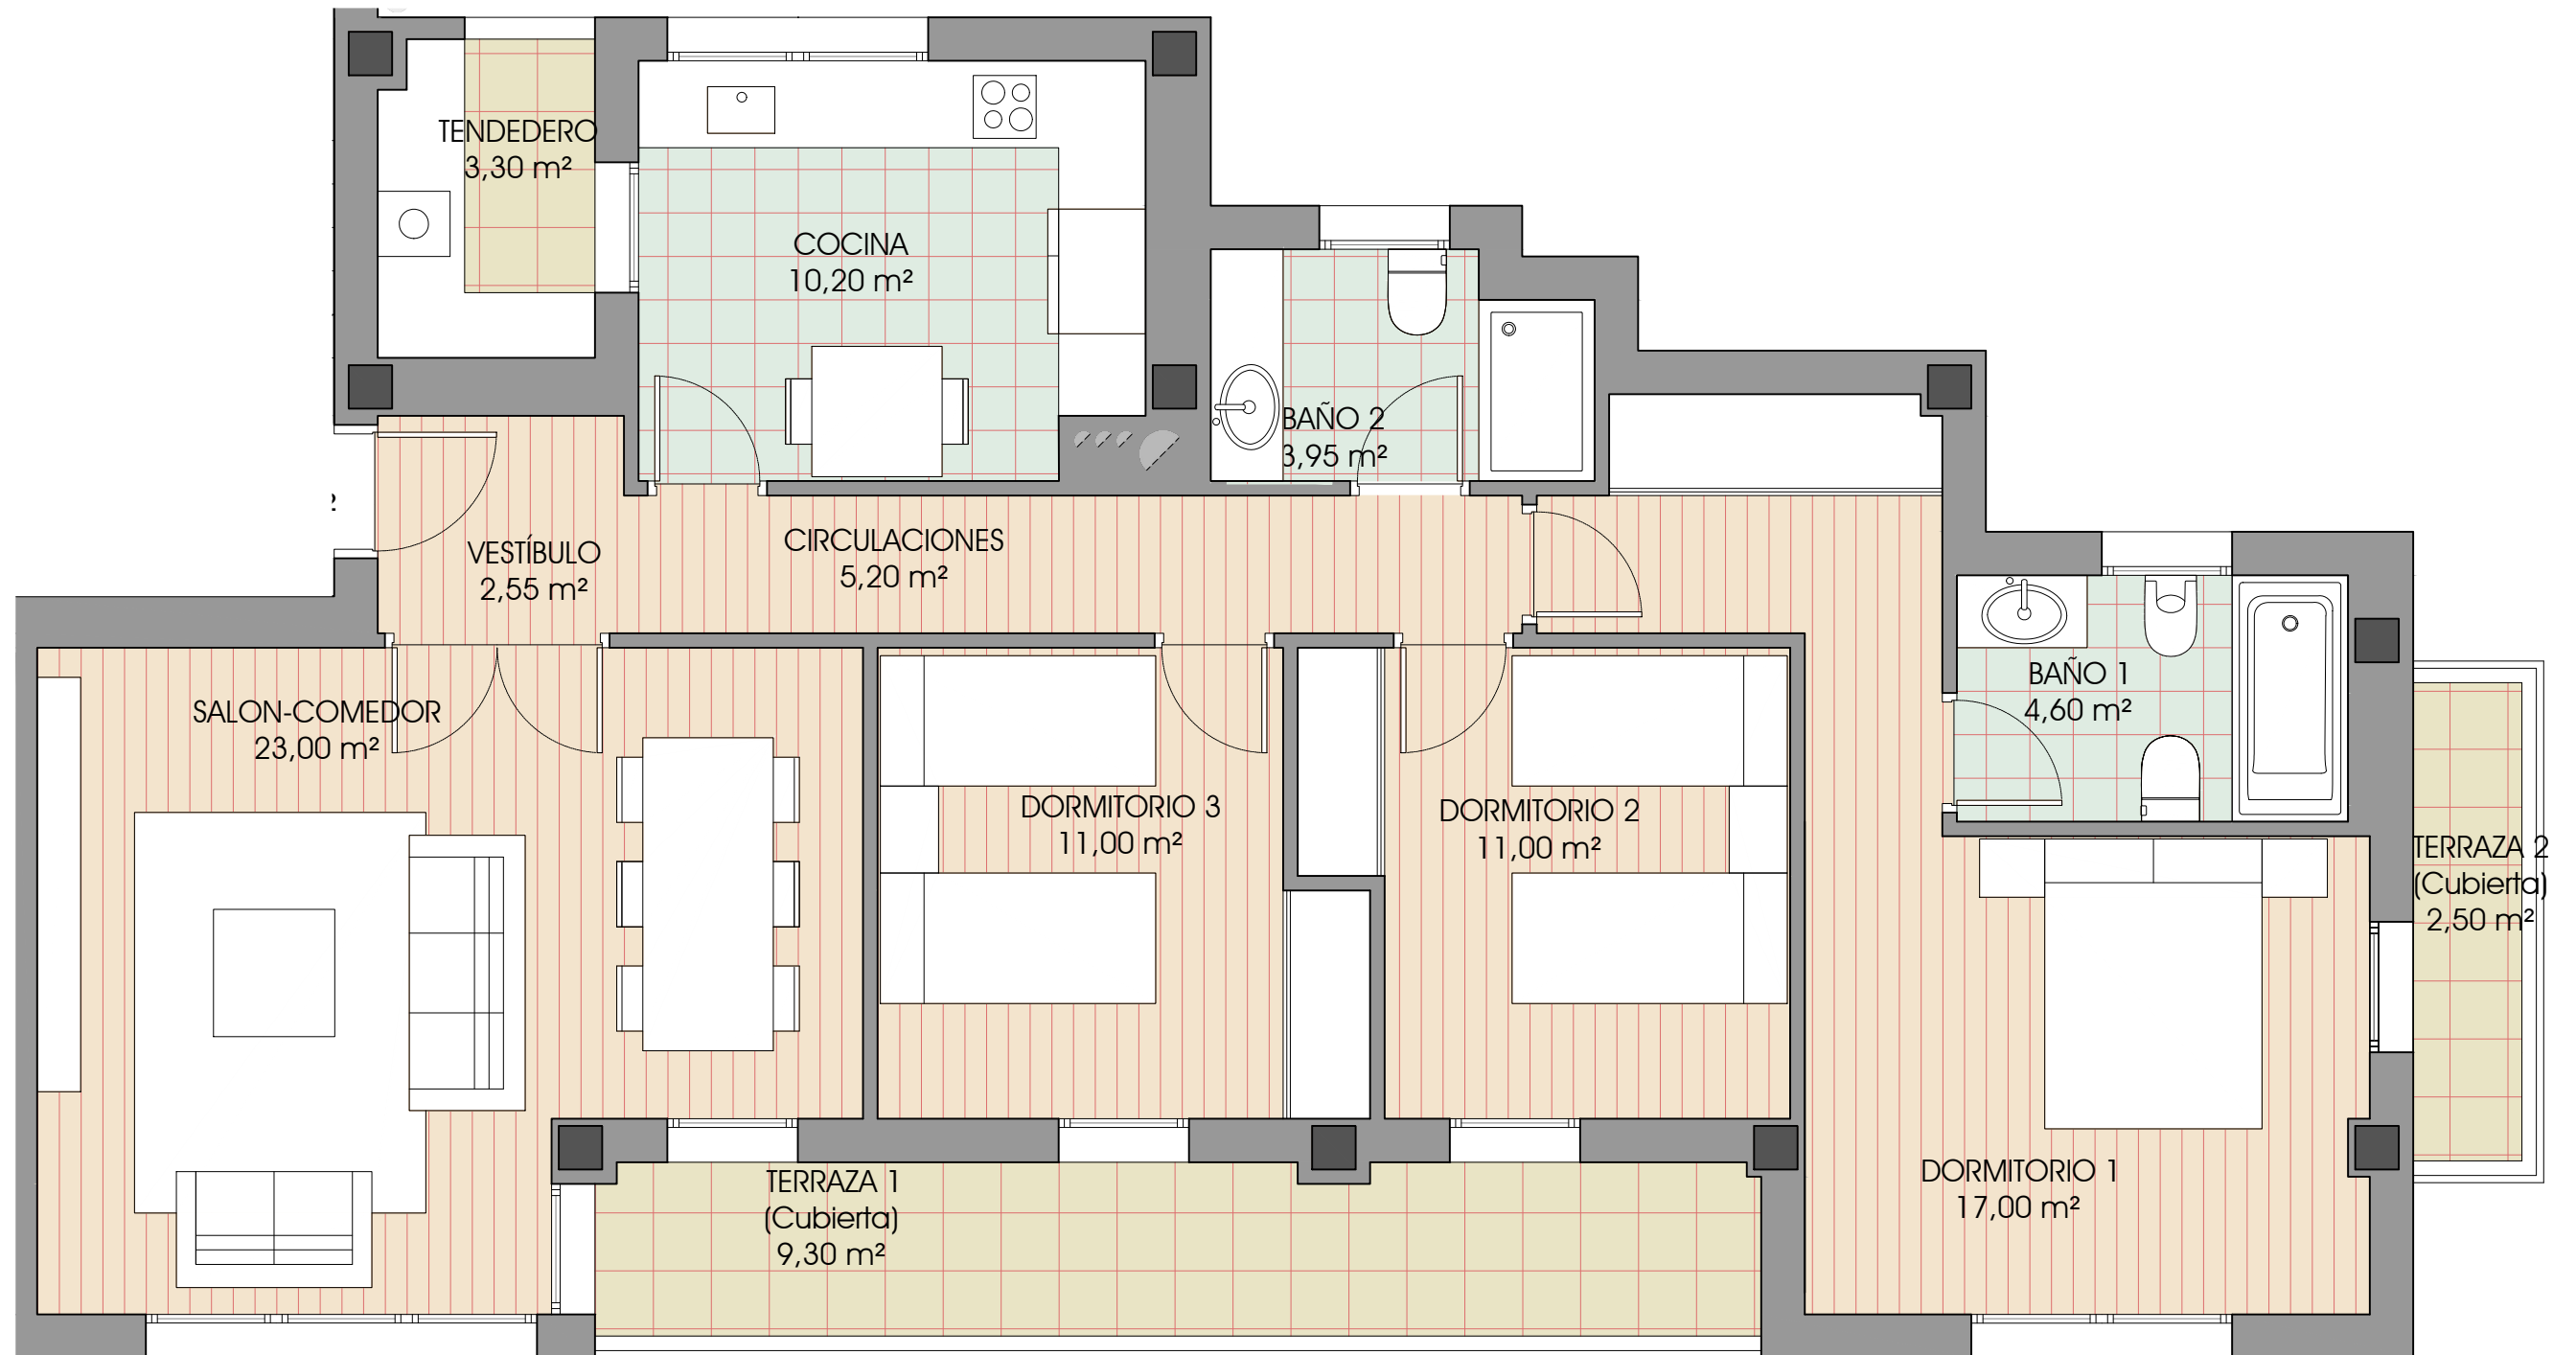 TENDEDERO
3,30 m²
COCINA
10,20 m²
BAÑO 2
3,95 m²
VESTÍBULO
2,55 m²
CIRCULACIONES
5,20 m²
SALON-COMEDOR
23,00 m²
DORMITORIO 3
11,00 m²
DORMITORIO 2
11,00 m²
BAÑO 1
4,60 m²
TERRAZA 2
(Cubierta)
2,50 m²
DORMITORIO 1
17,00 m²
TERRAZA 1
(Cubierta)
9,30 m²